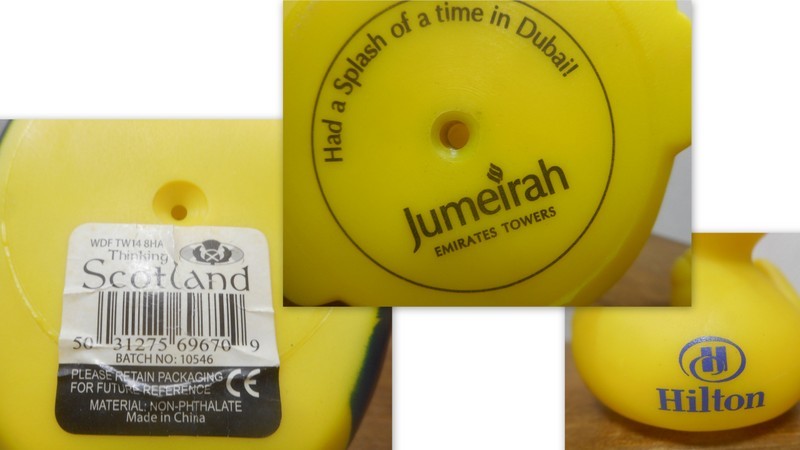 Had a Splash of a time in Dubai!
Jumeirah
EMIRATES TOWERS
WDF TW14 8HA
Thinking
Scotland
50 31275 69670 9
BATCH NO: 10546
PLEASE RETAIN PACKAGING
FOR FUTURE REFERENCE
CE
MATERIAL: NON-PHTHALATE
Made in China
H
Hilton